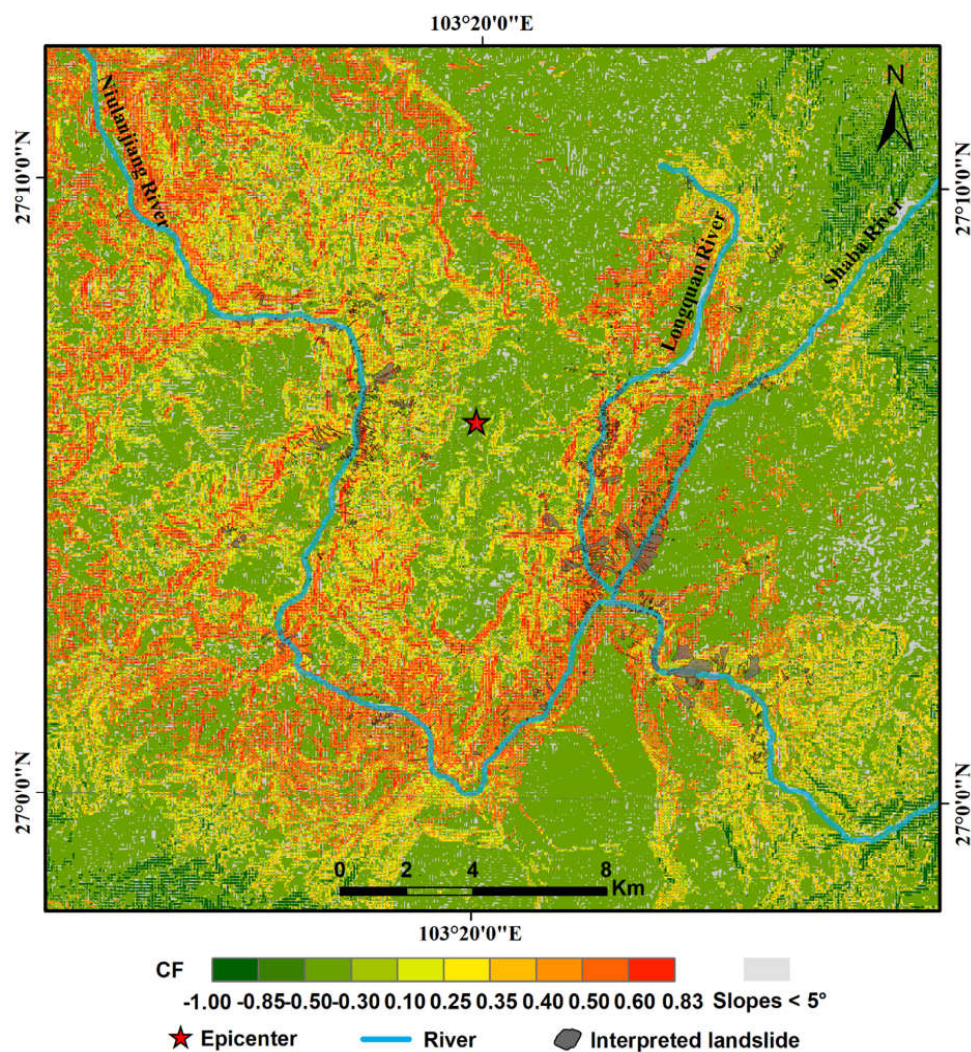 103°20'0"E
N
Niulanjiang River
27°10'0"N
27°10'0"N
Longquan River
Shaba River
27°0'0"N
27°0'0"N
0 2 4 8
Km
103°20'0"E
CF
-1.00 -0.85 -0.50 -0.30 0.10 0.25 0.35 0.40 0.50 0.60 0.83 Slopes < 5°
Epicenter River Interpreted landslide